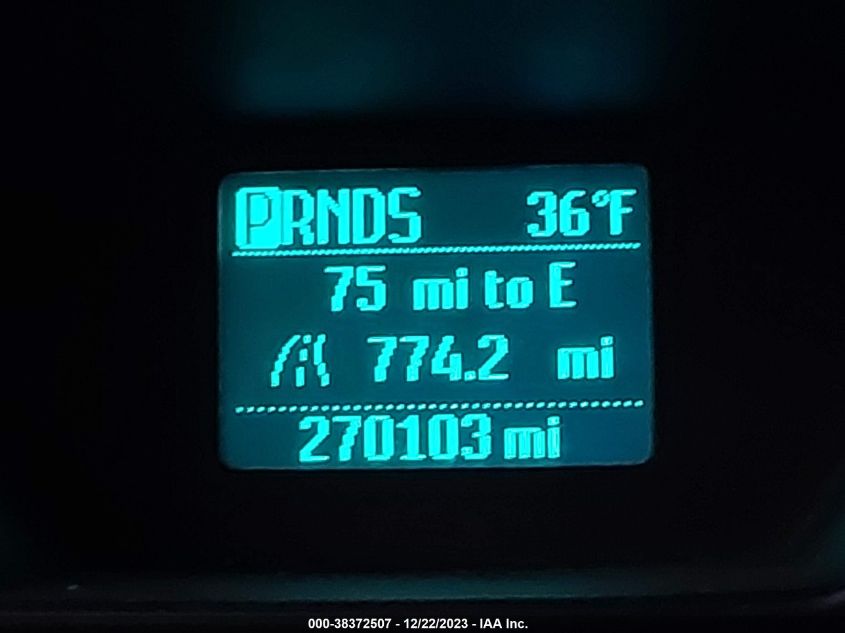 PRNDS 36°F
75 mi to E
774.2 mi
270103 mi
000-38372507 - 12/22/2023 - IAA Inc.